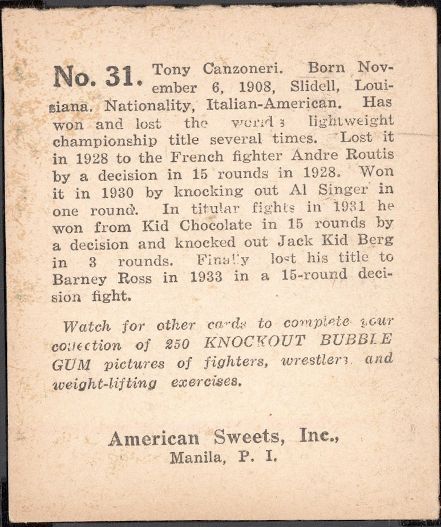 No. 31. Tony Canzoneri. Born Nov-
ember 6, 1908, Slidell, Loui-
siana. Nationality, Italian-American. Has
won and lost the world s lightweight
championship title several times. Lost it
in 1928 to the French fighter Andre Routis
by a decision in 15 rounds in 1928. Won
it in 1930 by knocking out Al Singer in
one round. In titular fights in 1931 he
won from Kid Chocolate in 15 rounds by
a decision and knocked out Jack Kid Berg
in 3 rounds. Finally lost his title to
Barney Ross in 1933 in a 15-round deci-
sion fight.
Watch for other cards to complete your
collection of 250 KNOCKOUT BUBBLE
GUM pictures of fighters, wrestlers and
weight-lifting exercises.
American Sweets, Inc.,
Manila, P. I.